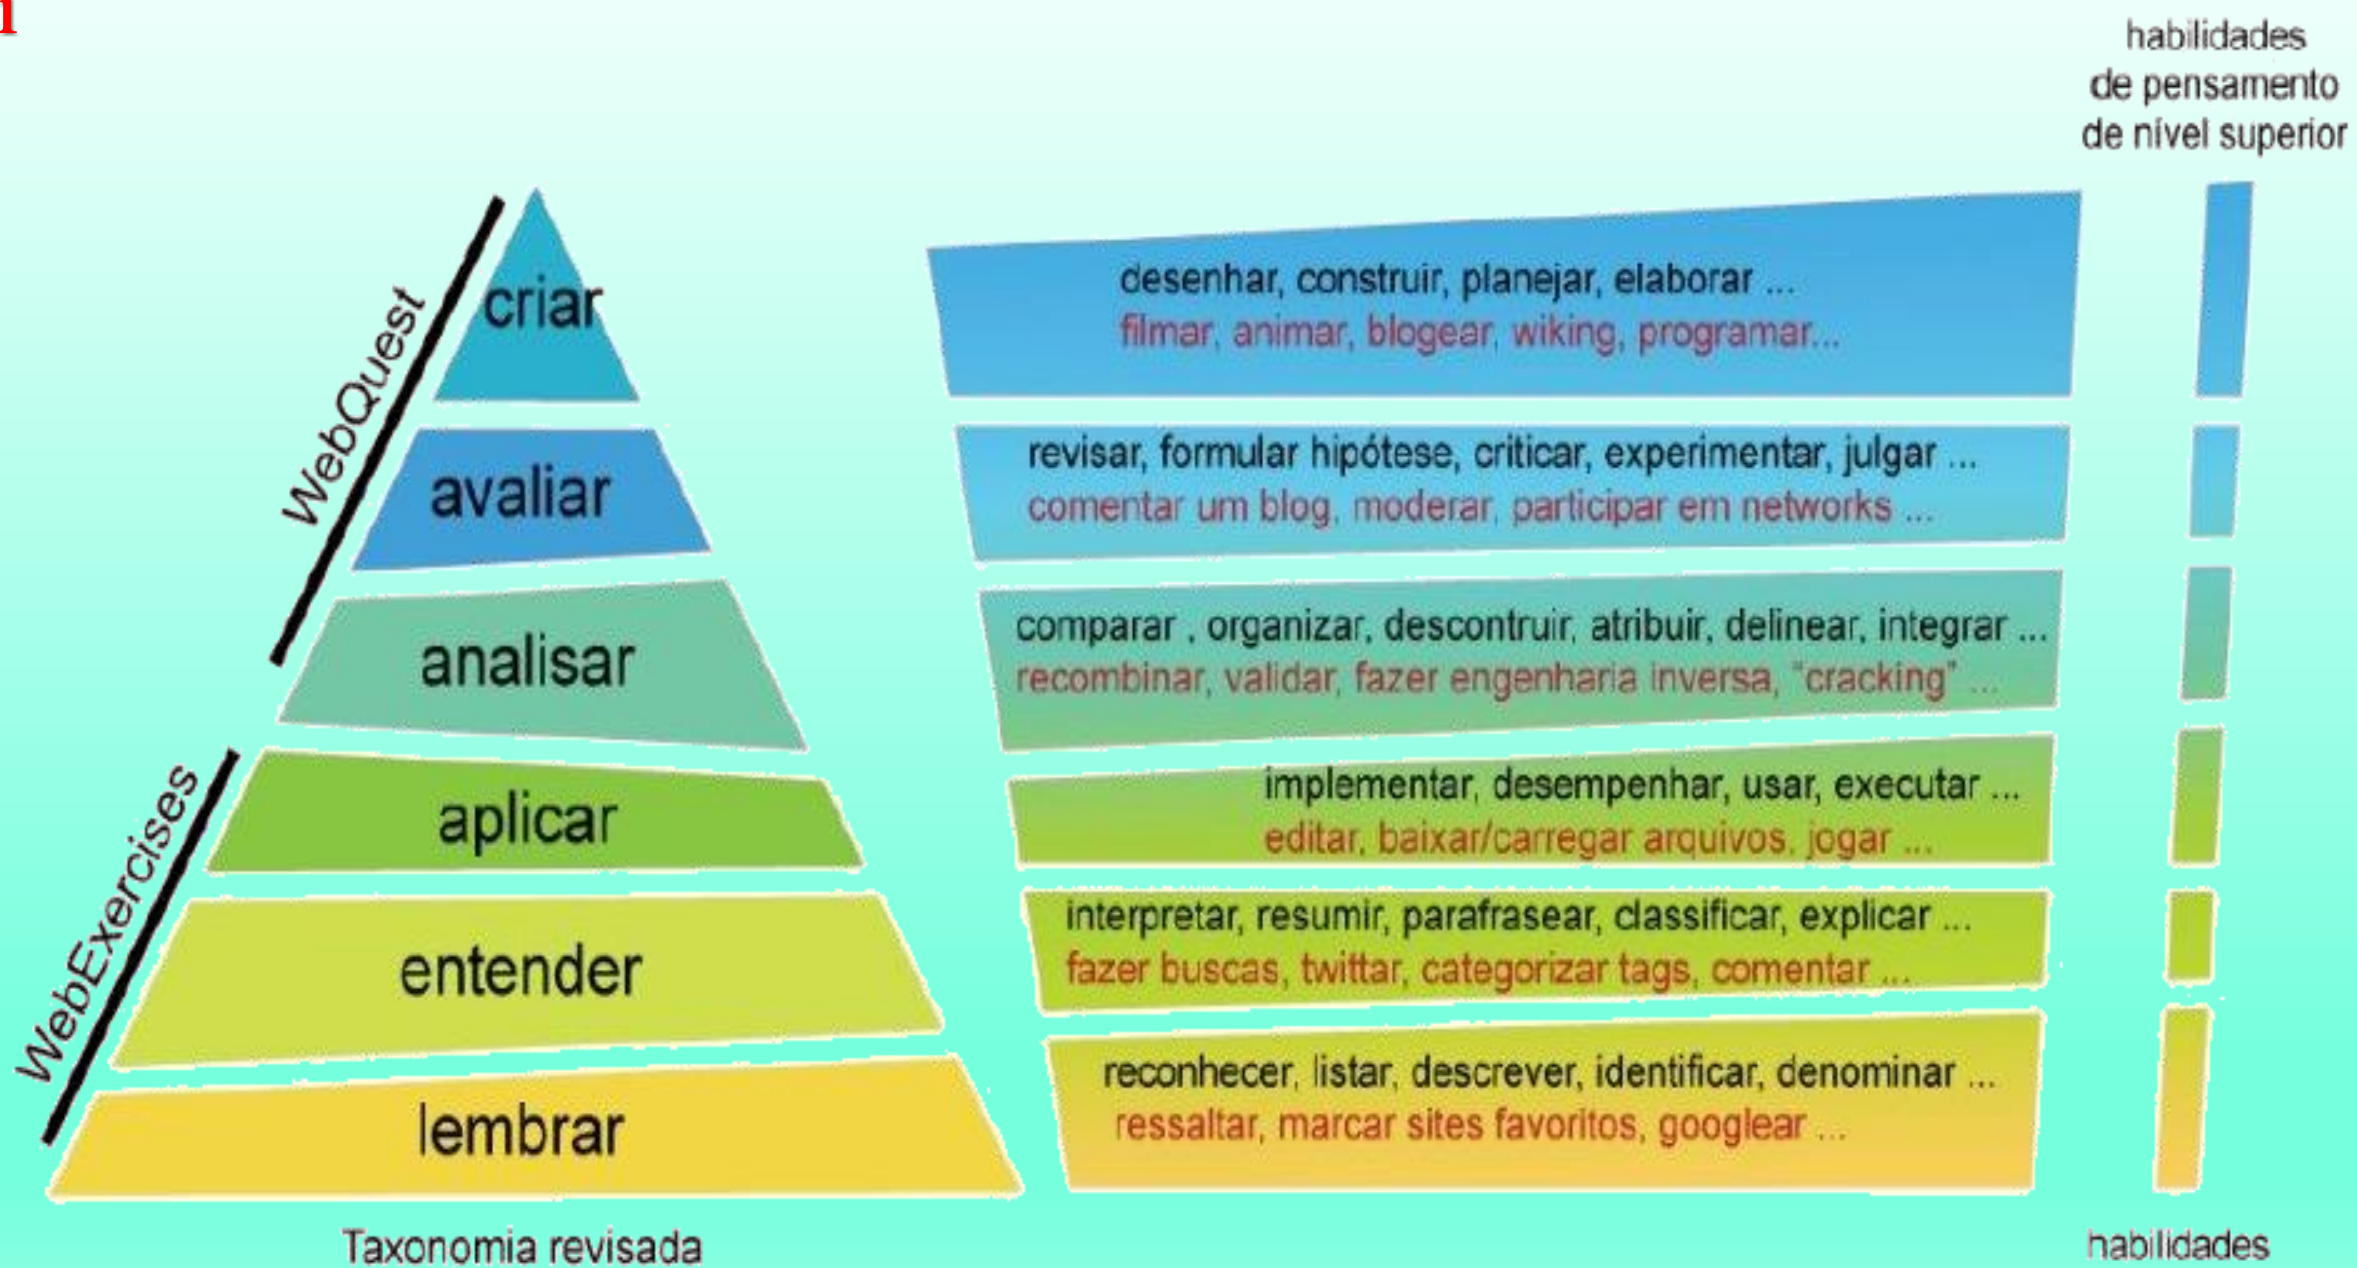 habilidades
de pensamento
de nível superior
WebQuest
criar
desenhar, construir, planejar, elaborar ...
filmar, animar, blogear, wiking, programar...
avaliar
revisar, formular hipótese, criticar, experimentar, julgar ...
comentar um blog, moderar, participar em networks ...
analisar
comparar , organizar, descontruir, atribuir, delinear, integrar ...
recombinar, validar, fazer engenharia inversa, “cracking” ...
WebExercises
aplicar
implementar, desempenhar, usar, executar ...
editar, baixar/carregar arquivos, jogar ...
entender
interpretar, resumir, parafrasear, classificar, explicar ...
fazer buscas, twittar, categorizar tags, comentar ...
lembrar
reconhecer, listar, descrever, identificar, denominar ...
ressaltar, marcar sites favoritos, googlear ...
Taxonomia revisada
habilidades